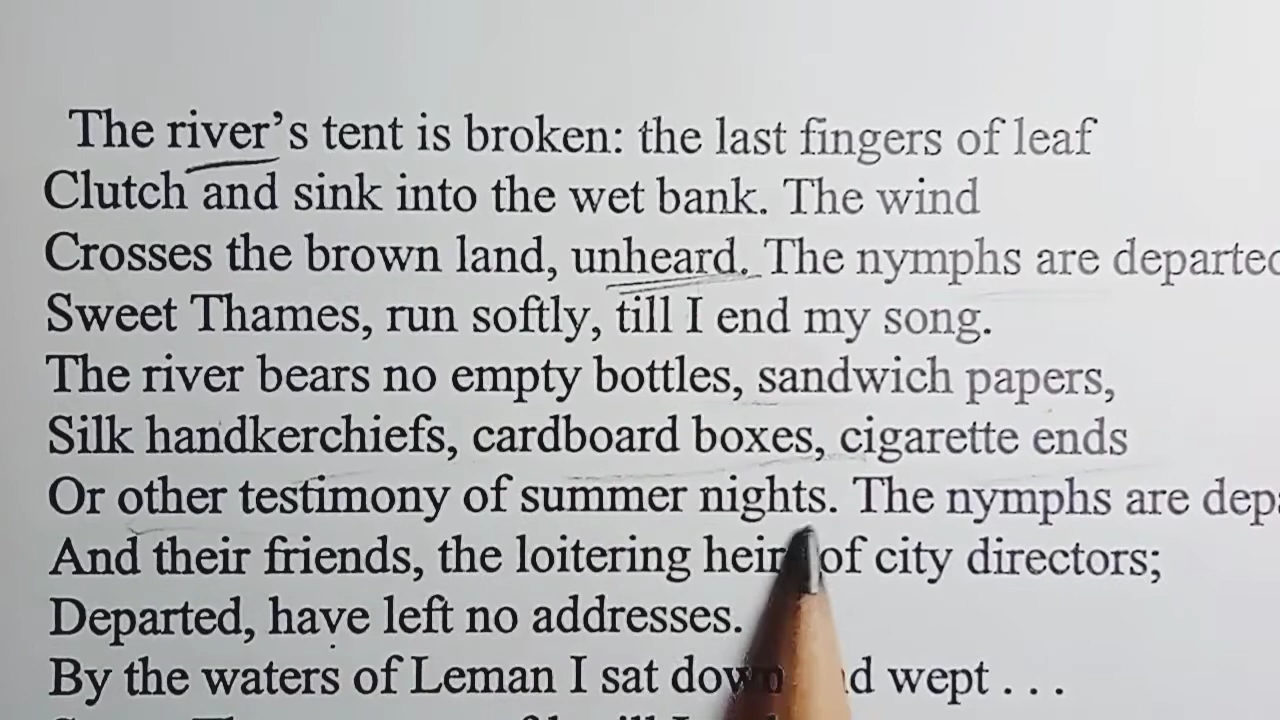 The river's tent is broken: the last fingers of leaf
Clutch and sink into the wet bank. The wind
Crosses the brown land, unheard. The nymphs are departed
Sweet Thames, run softly, till I end my song.
The river bears no empty bottles, sandwich papers,
Silk handkerchiefs, cardboard boxes, cigarette ends
Or other testimony of summer nights. The nymphs are
And their friends, the loitering heirs of city directors;
Departed, have left no addresses.
By the waters of Leman I sat down and wept . . .